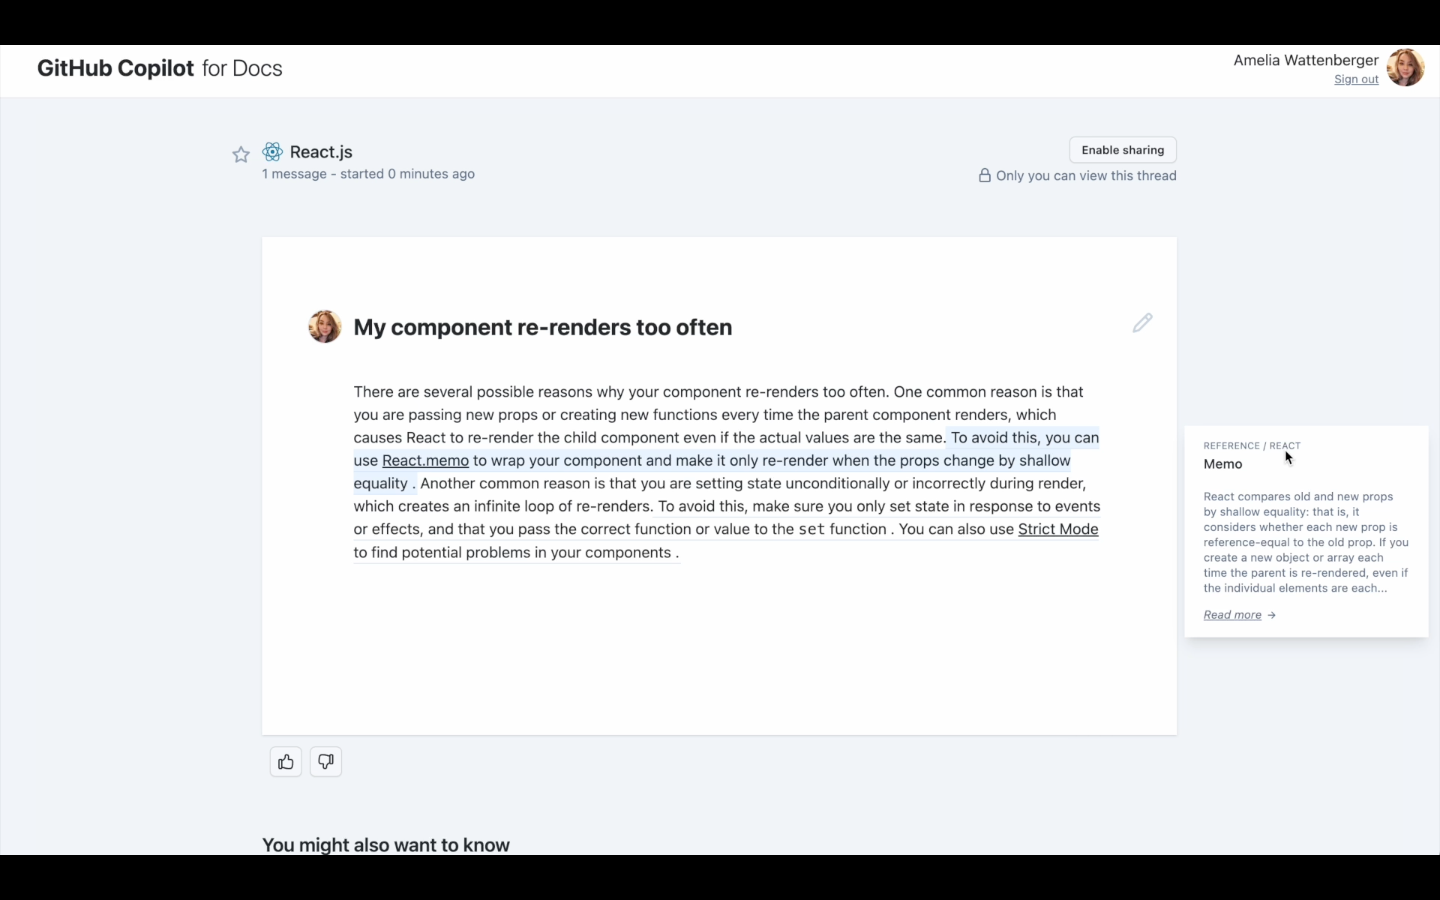 GitHub Copilot for Docs
Amelia Wattenberger
Sign out
React.js
1 message - started 0 minutes ago
Enable sharing
Only you can view this thread
My component re-renders too often
There are several possible reasons why your component re-renders too often. One common reason is that
you are passing new props or creating new functions every time the parent component renders, which
causes React to re-render the child component even if the actual values are the same. To avoid this, you can
use React.memo to wrap your component and make it only re-render when the props change by shallow
equality . Another common reason is that you are setting state unconditionally or incorrectly during render,
which creates an infinite loop of re-renders. To avoid this, make sure you only set state in response to events
or effects, and that you pass the correct function or value to the set function . You can also use Strict Mode
to find potential problems in your components .
REFERENCE / REACT
Memo
React compares old and new props
by shallow equality: that is, it
considers whether each new prop is
reference-equal to the old prop. If you
create a new object or array each
time the parent is re-rendered, even if
the individual elements are each...
Read more →
You might also want to know